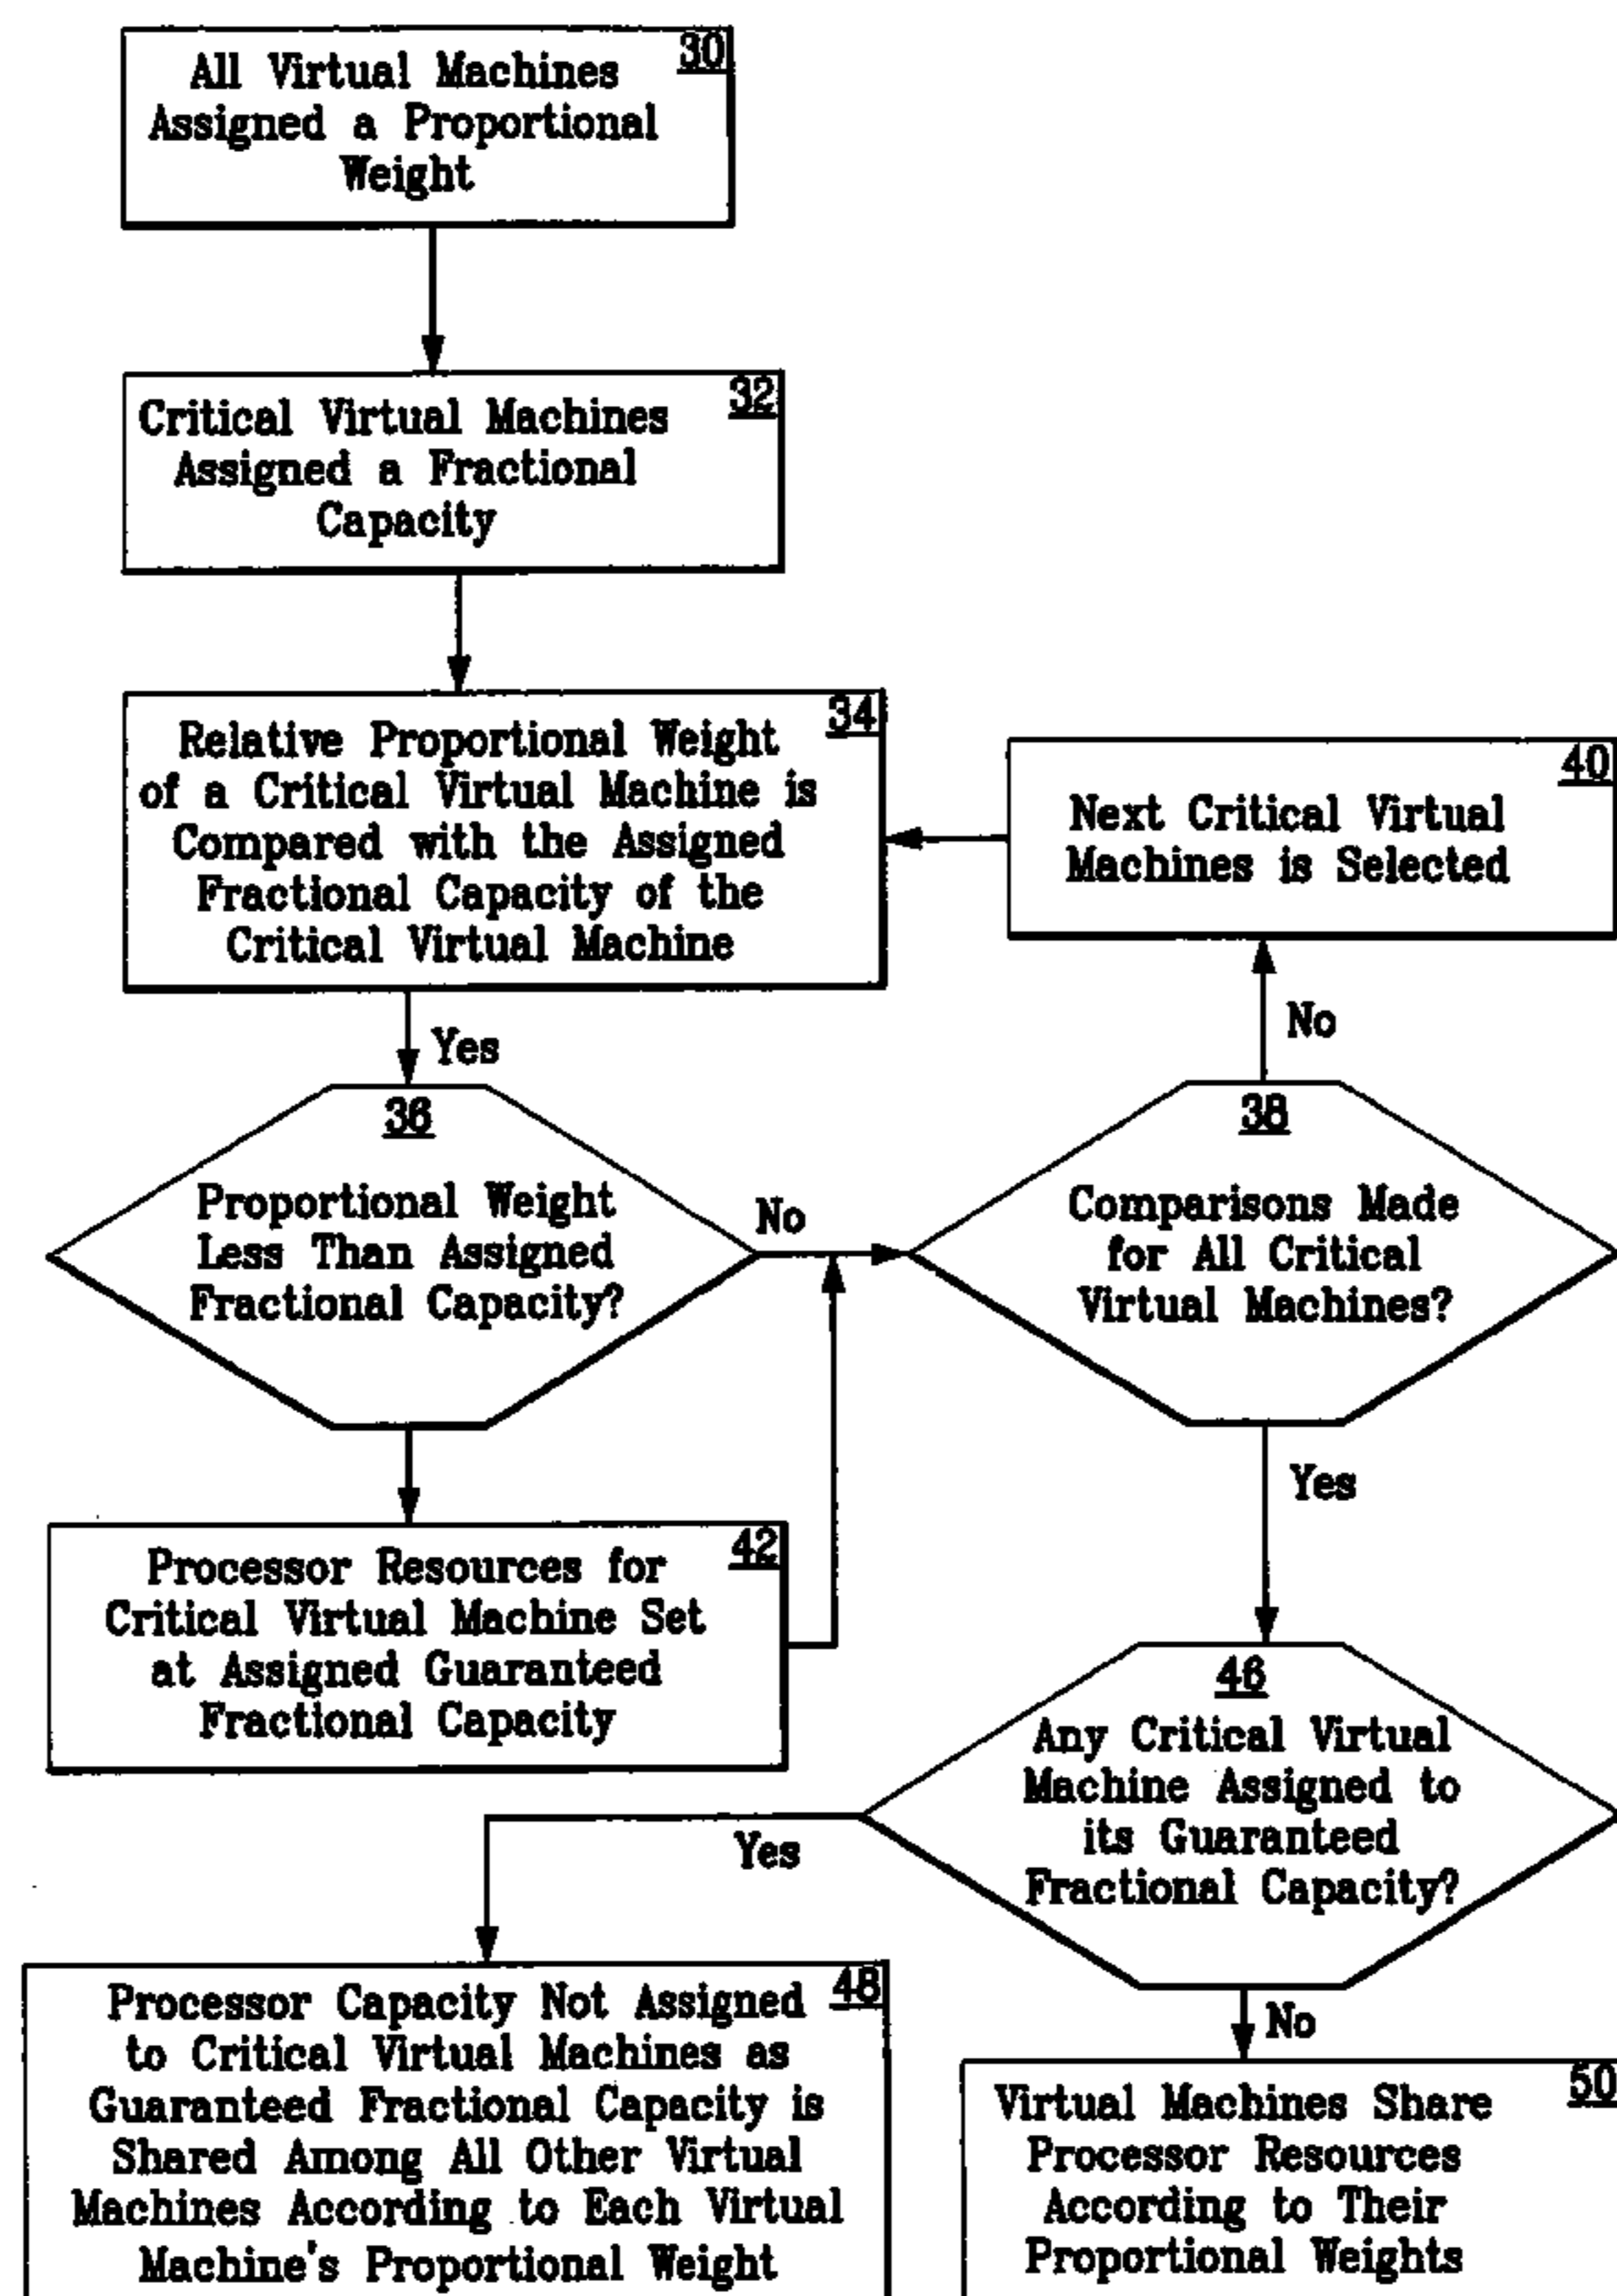 30
All Virtual Machines
Assigned a Proportional
Weight
32
Critical Virtual Machines
Assigned a Fractional
Capacity
34
Relative Proportional Weight
of a Critical Virtual Machine is
Compared with the Assigned
Fractional Capacity of the
Critical Virtual Machine
40
Next Critical Virtual
Machines is Selected
Yes
No
36
Proportional Weight
Less Than Assigned
Fractional Capacity?
No
38
Comparisons Made
for All Critical
Virtual Machines?
Yes
42
Processor Resources for
Critical Virtual Machine Set
at Assigned Guaranteed
Fractional Capacity
46
Any Critical Virtual
Machine Assigned to
its Guaranteed
Fractional Capacity?
Yes
No
48
Processor Capacity Not Assigned
to Critical Virtual Machines as
Guaranteed Fractional Capacity is
Shared Among All Other Virtual
Machines According to Each Virtual
Machine's Proportional Weight
50
Virtual Machines Share
Processor Resources
According to Their
Proportional Weights